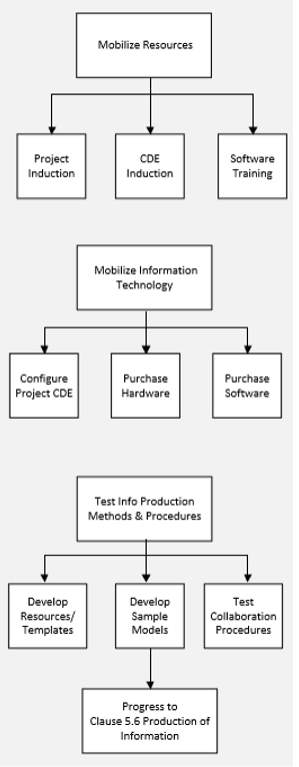 Mobilize Resources
Project
Induction
CDE
Induction
Software
Training
Mobilize Information
Technology
Configure
Project CDE
Purchase
Hardware
Purchase
Software
Test Info Production
Methods & Procedures
Develop
Resources/
Templates
Develop
Sample
Models
Test
Collaboration
Procedures
Progress to
Clause 5.6 Production of
Information